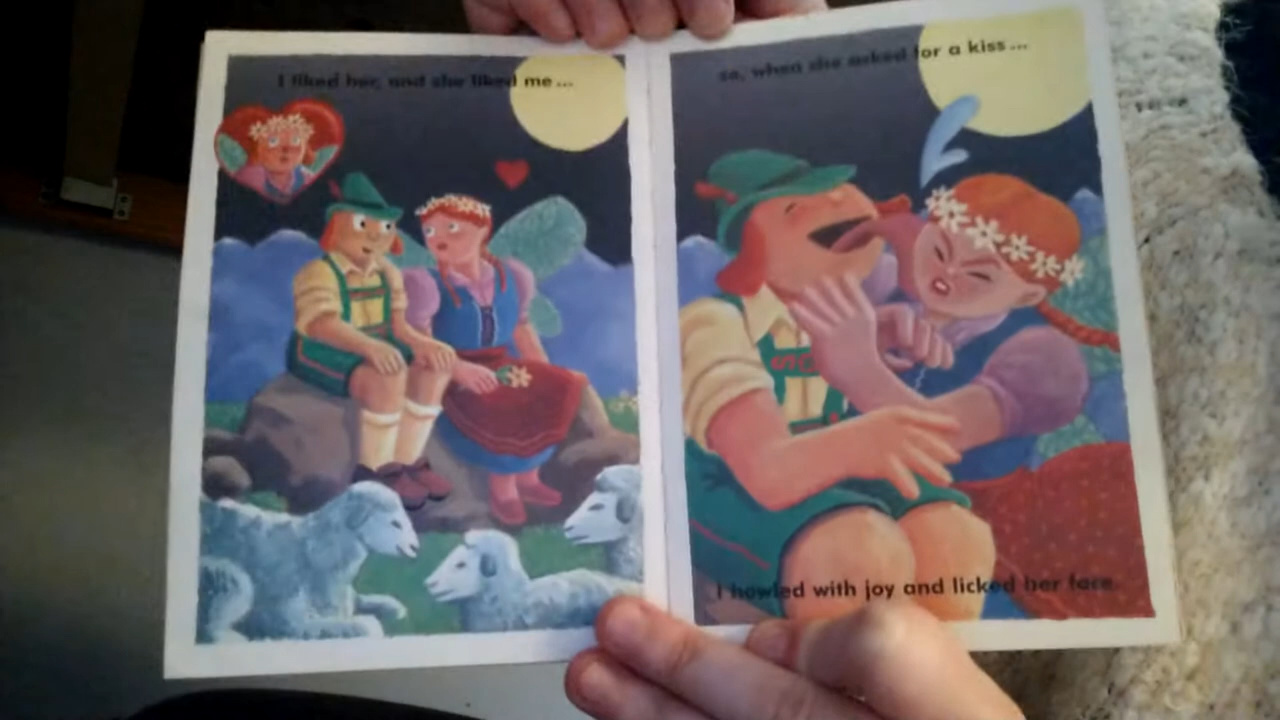 I liked her, and she liked me...
so, when she asked for a kiss...
I howled with joy and licked her face.